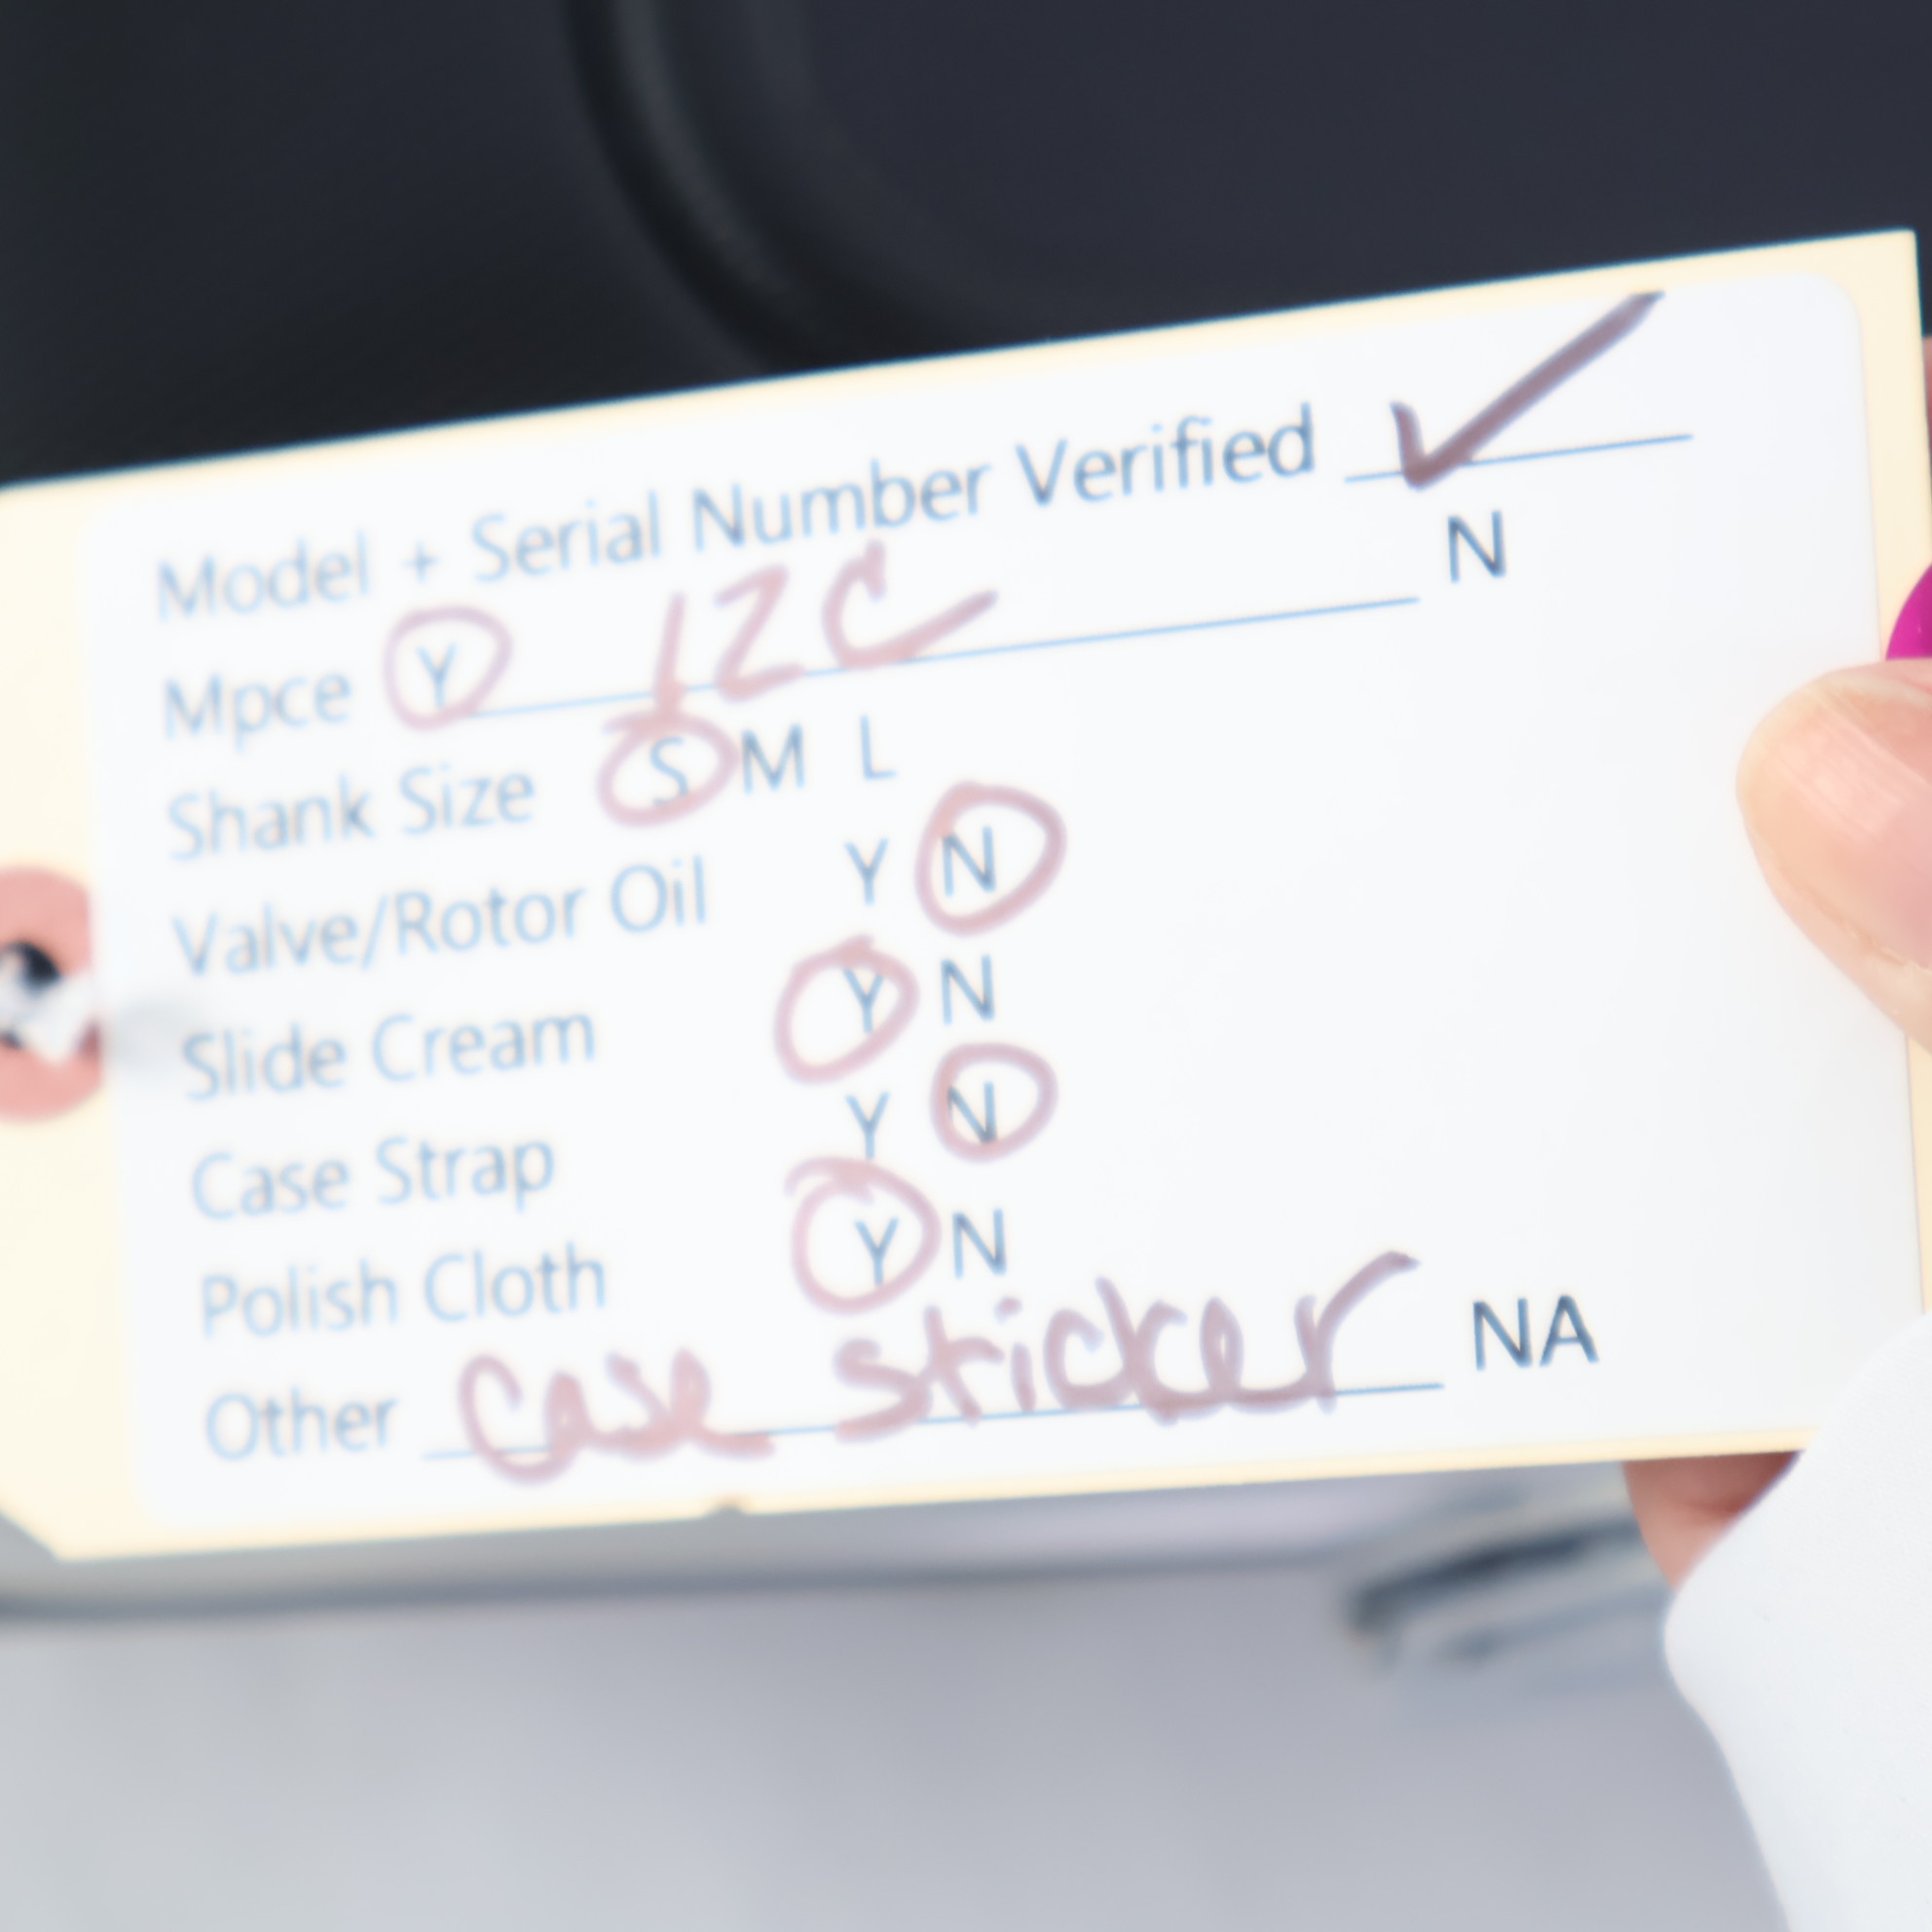 Model + Serial Number Verified ✓
Mpce Y 12C N
Shank Size S M L
Valve/Rotor Oil Y N
Slide Cream Y N
Case Strap Y N
Polish Cloth Y N
Other Case Sticker NA